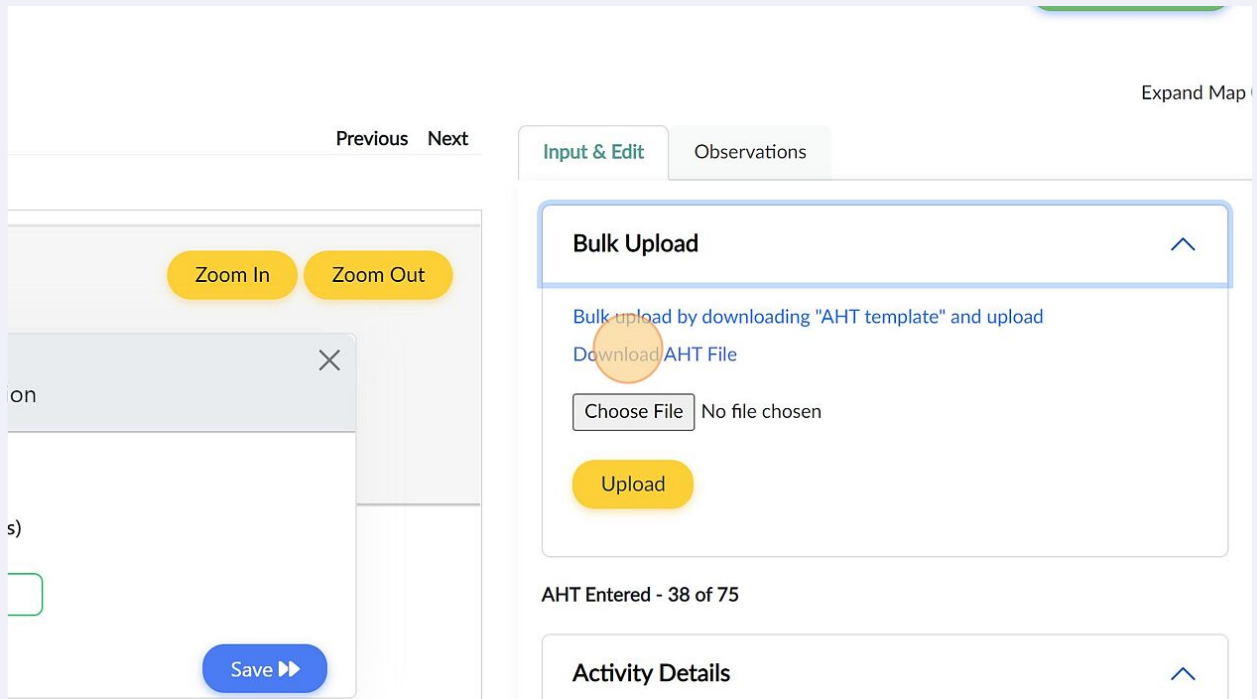 Expand Map
Previous Next
Input & Edit Observations
Zoom In Zoom Out
on
s)
Save
Bulk Upload
Bulk upload by downloading "AHT template" and upload
Download AHT File
Choose File No file chosen
Upload
AHT Entered - 38 of 75
Activity Details